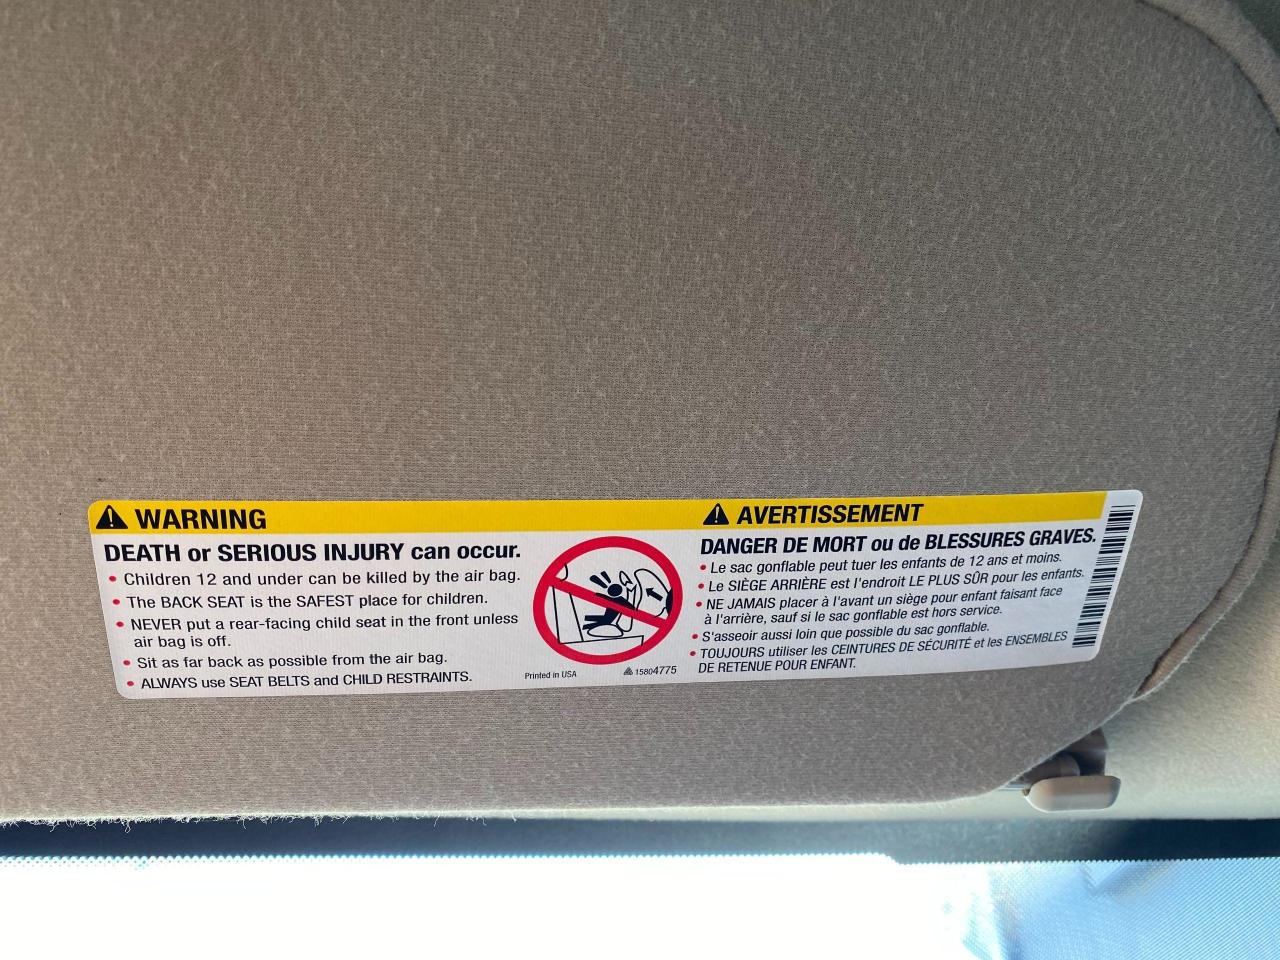 WARNING
DEATH or SERIOUS INJURY can occur.
• Children 12 and under can be killed by the air bag.
• The BACK SEAT is the SAFEST place for children.
• NEVER put a rear-facing child seat in the front unless
air bag is off.
• Sit as far back as possible from the air bag.
• ALWAYS use SEAT BELTS and CHILD RESTRAINTS.
Printed in USA
15804775
AVERTISSEMENT
DANGER DE MORT ou de BLESSURES GRAVES.
• Le sac gonflable peut tuer les enfants de 12 ans et moins.
• Le SIÈGE ARRIÈRE est l'endroit LE PLUS SÛR pour les enfants.
• NE JAMAIS placer à l'avant un siège pour enfant faisant face
à l'arrière, sauf si le sac gonflable est hors service.
• S'asseoir aussi loin que possible du sac gonflable.
• TOUJOURS utiliser les CEINTURES DE SÉCURITÉ et les ENSEMBLES
DE RETENUE POUR ENFANT.